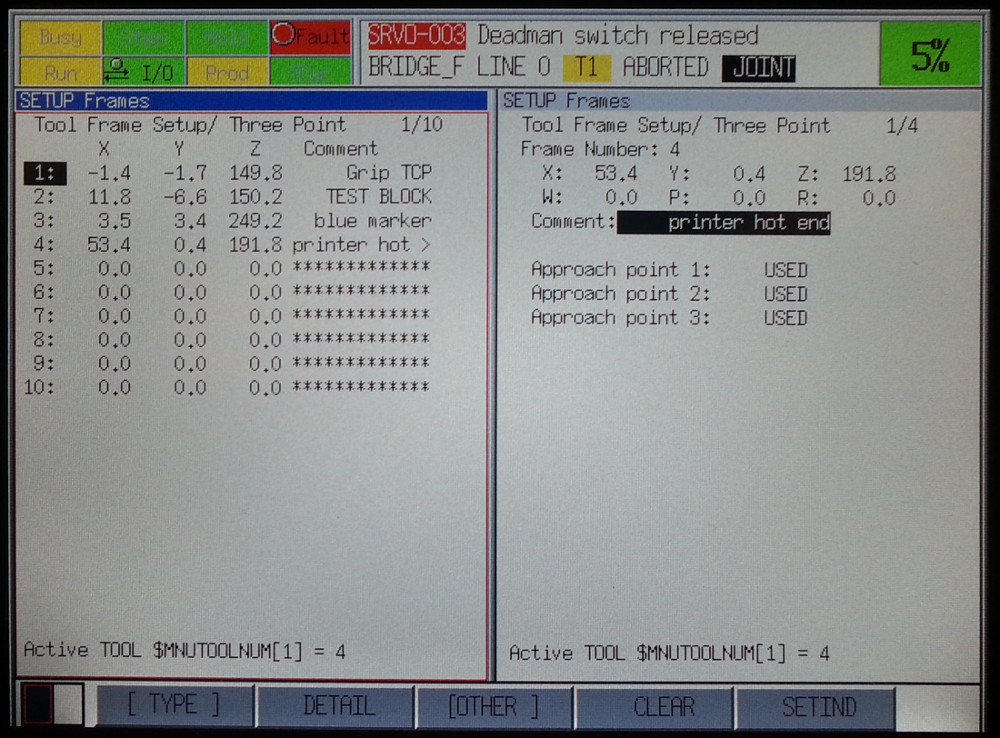 Busy Step Hold Fault
Run I/O Prod
SRVO-003 Deadman switch released
BRIDGE_F LINE 0 T1 ABORTED JOINT
5%
SETUP Frames
Tool Frame Setup/ Three Point 1/10
X Y Z Comment
1: -1.4 -1.7 149.8 Grip TCP
2: 11.8 -6.6 150.2 TEST BLOCK
3: 3.5 3.4 249.2 blue marker
4: 53.4 0.4 191.8 printer hot >
5: 0.0 0.0 0.0 *************
6: 0.0 0.0 0.0 *************
7: 0.0 0.0 0.0 *************
8: 0.0 0.0 0.0 *************
9: 0.0 0.0 0.0 *************
10: 0.0 0.0 0.0 *************
Active TOOL $MNUTOOLNUM[1] = 4
SETUP Frames
Tool Frame Setup/ Three Point 1/4
Frame Number: 4
X: 53.4 Y: 0.4 Z: 191.8
W: 0.0 P: 0.0 R: 0.0
Comment: printer hot end
Approach point 1: USED
Approach point 2: USED
Approach point 3: USED
Active TOOL $MNUTOOLNUM[1] = 4
[ TYPE ] DETAIL [OTHER ] CLEAR SETIND